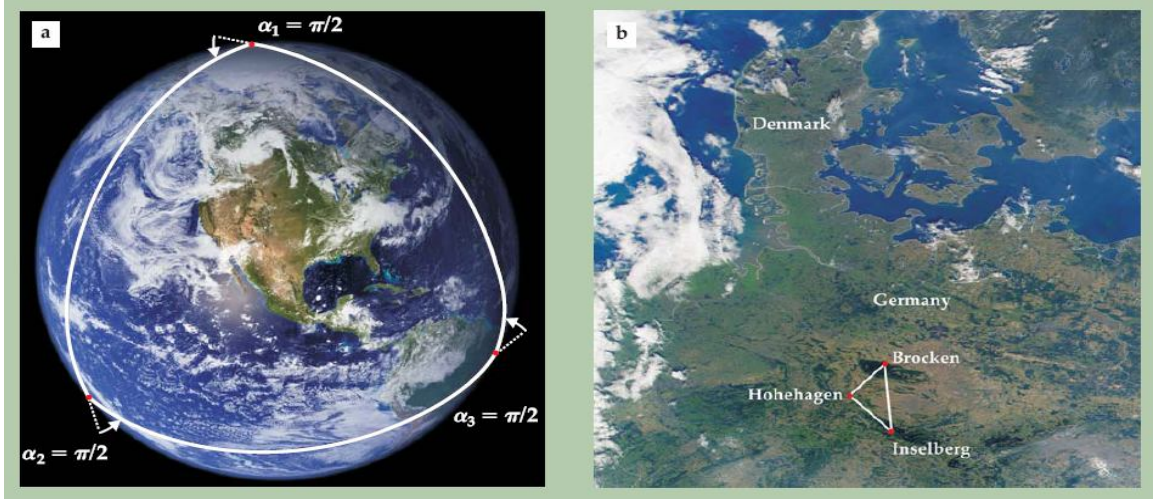 a
α₁ = π/2
α₂ = π/2
α₃ = π/2
b
Denmark
Germany
Brocken
Hohehagen
Inselberg